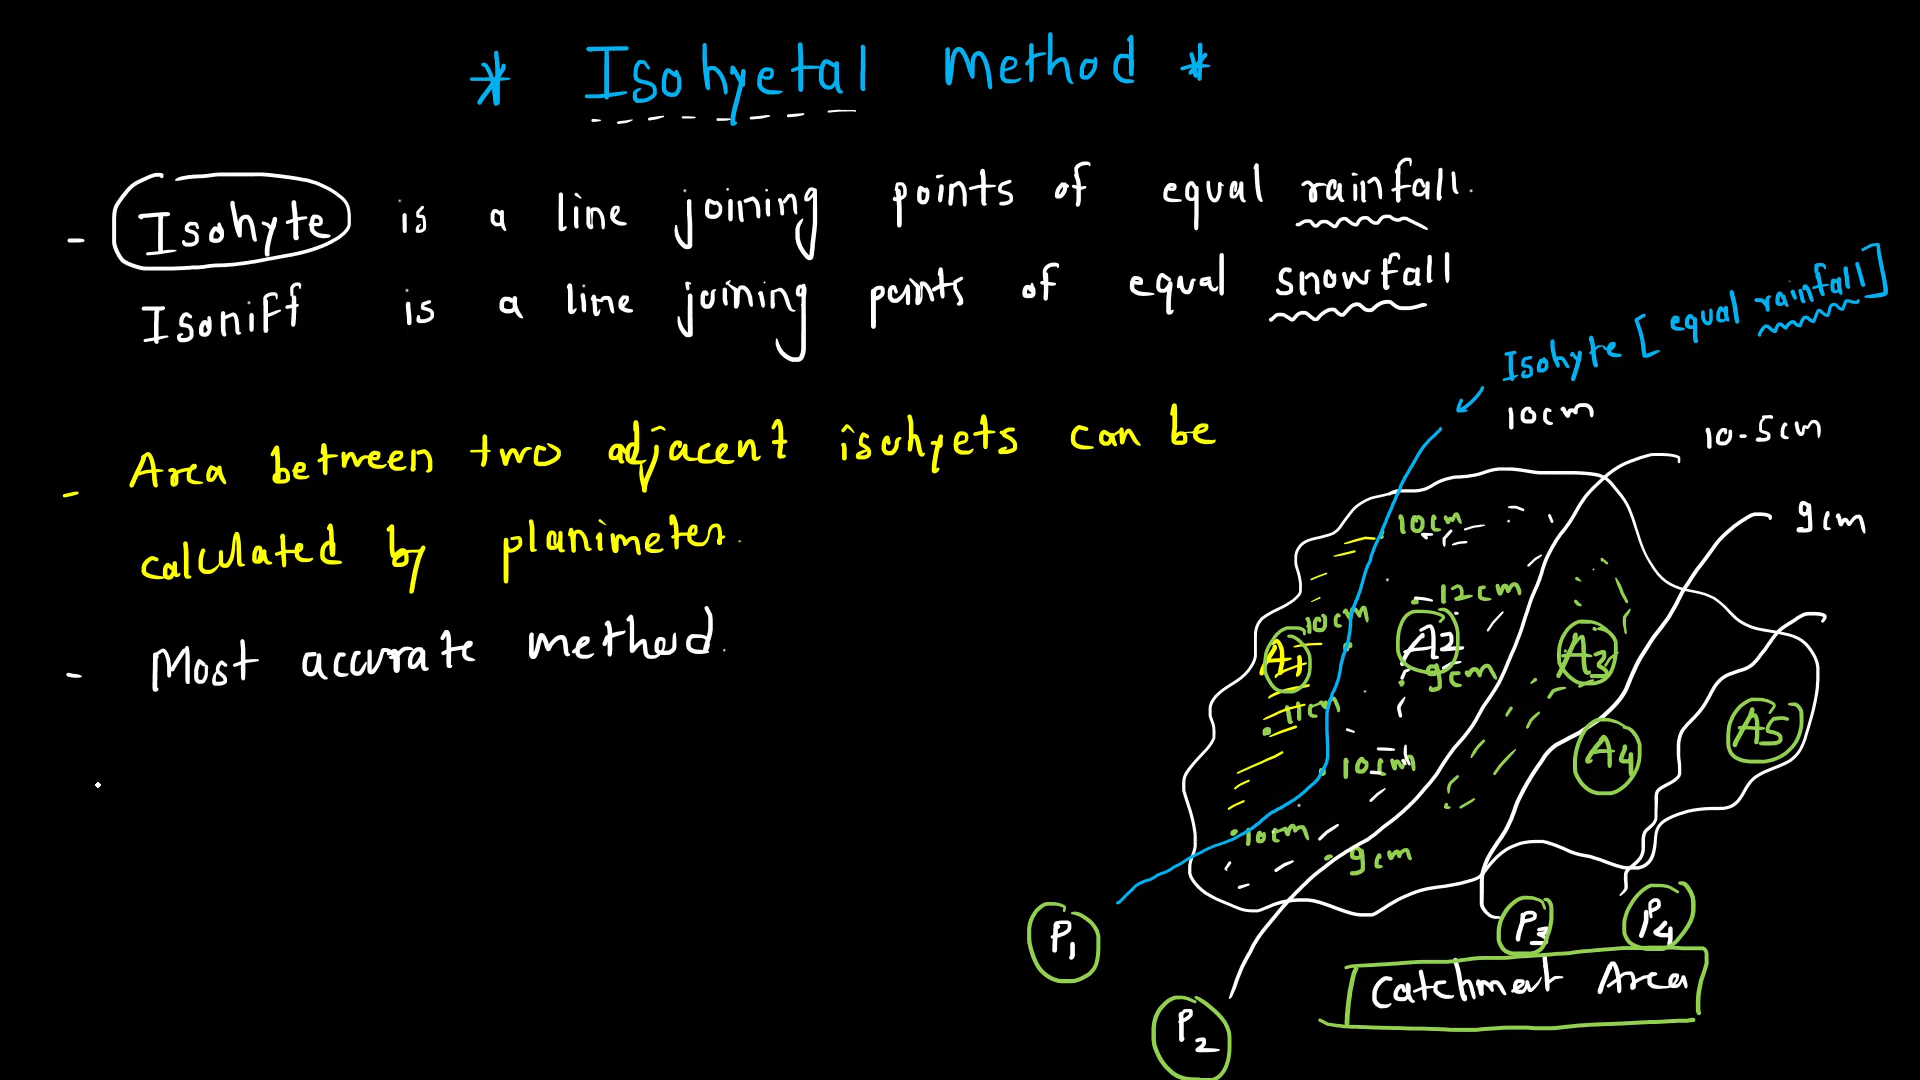 * Isohyetal Method *
- Isohyte is a line joining points of equal rainfall.
Isoniff is a line joining points of equal snowfall
Isohyte [equal rainfall]
10cm
10.5cm
9cm
- Area between two adjacent isohyets can be
calculated by planimeter.
- Most accurate method.
10cm
12cm
10cm
A1
A2
A3
9cm
11cm
A4
A5
10cm
10cm
9cm
P1
P2
P3
P4
Catchment Area